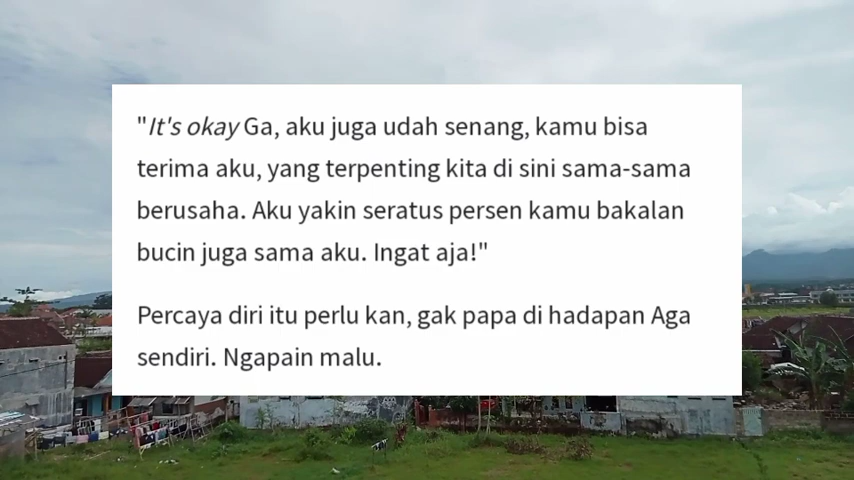 "It's okay Ga, aku juga udah senang, kamu bisa
terima aku, yang terpenting kita di sini sama-sama
berusaha. Aku yakin seratus persen kamu bakalan
bucin juga sama aku. Ingat aja!"
Percaya diri itu perlu kan, gak papa di hadapan Aga
sendiri. Ngapain malu.